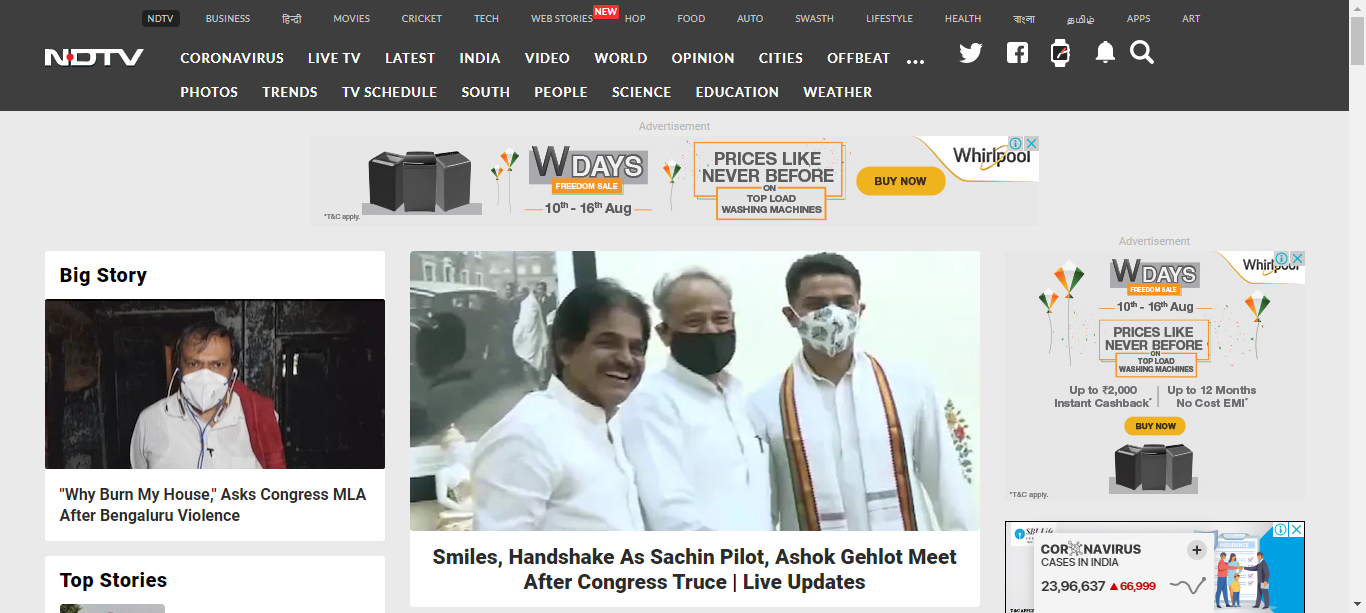 NDTV BUSINESS हिन्दी MOVIES CRICKET TECH WEB STORIES NEW HOP FOOD AUTO SWASTH LIFESTYLE HEALTH বাংলা தமிழ் APPS ART
NDTV
CORONAVIRUS LIVE TV LATEST INDIA VIDEO WORLD OPINION CITIES OFFBEAT ...
PHOTOS TRENDS TV SCHEDULE SOUTH PEOPLE SCIENCE EDUCATION WEATHER
Advertisement
W DAYS
FREEDOM SALE
10th - 16th Aug
*T&C apply.
PRICES LIKE
NEVER BEFORE
ON
TOP LOAD
WASHING MACHINES
BUY NOW
Whirlpool
Big Story
"Why Burn My House," Asks Congress MLA
After Bengaluru Violence
Top Stories
Smiles, Handshake As Sachin Pilot, Ashok Gehlot Meet
After Congress Truce | Live Updates
Advertisement
W DAYS
FREEDOM SALE
Whirlpool
10th - 16th Aug
PRICES LIKE
NEVER BEFORE
ON
TOP LOAD
WASHING MACHINES
Up to ₹2,000
Instant Cashback*
Up to 12 Months
No Cost EMI*
BUY NOW
*T&C apply.
SBI Life
INSURANCE
CORONAVIRUS
CASES IN INDIA
23,96,637 ▲66,999